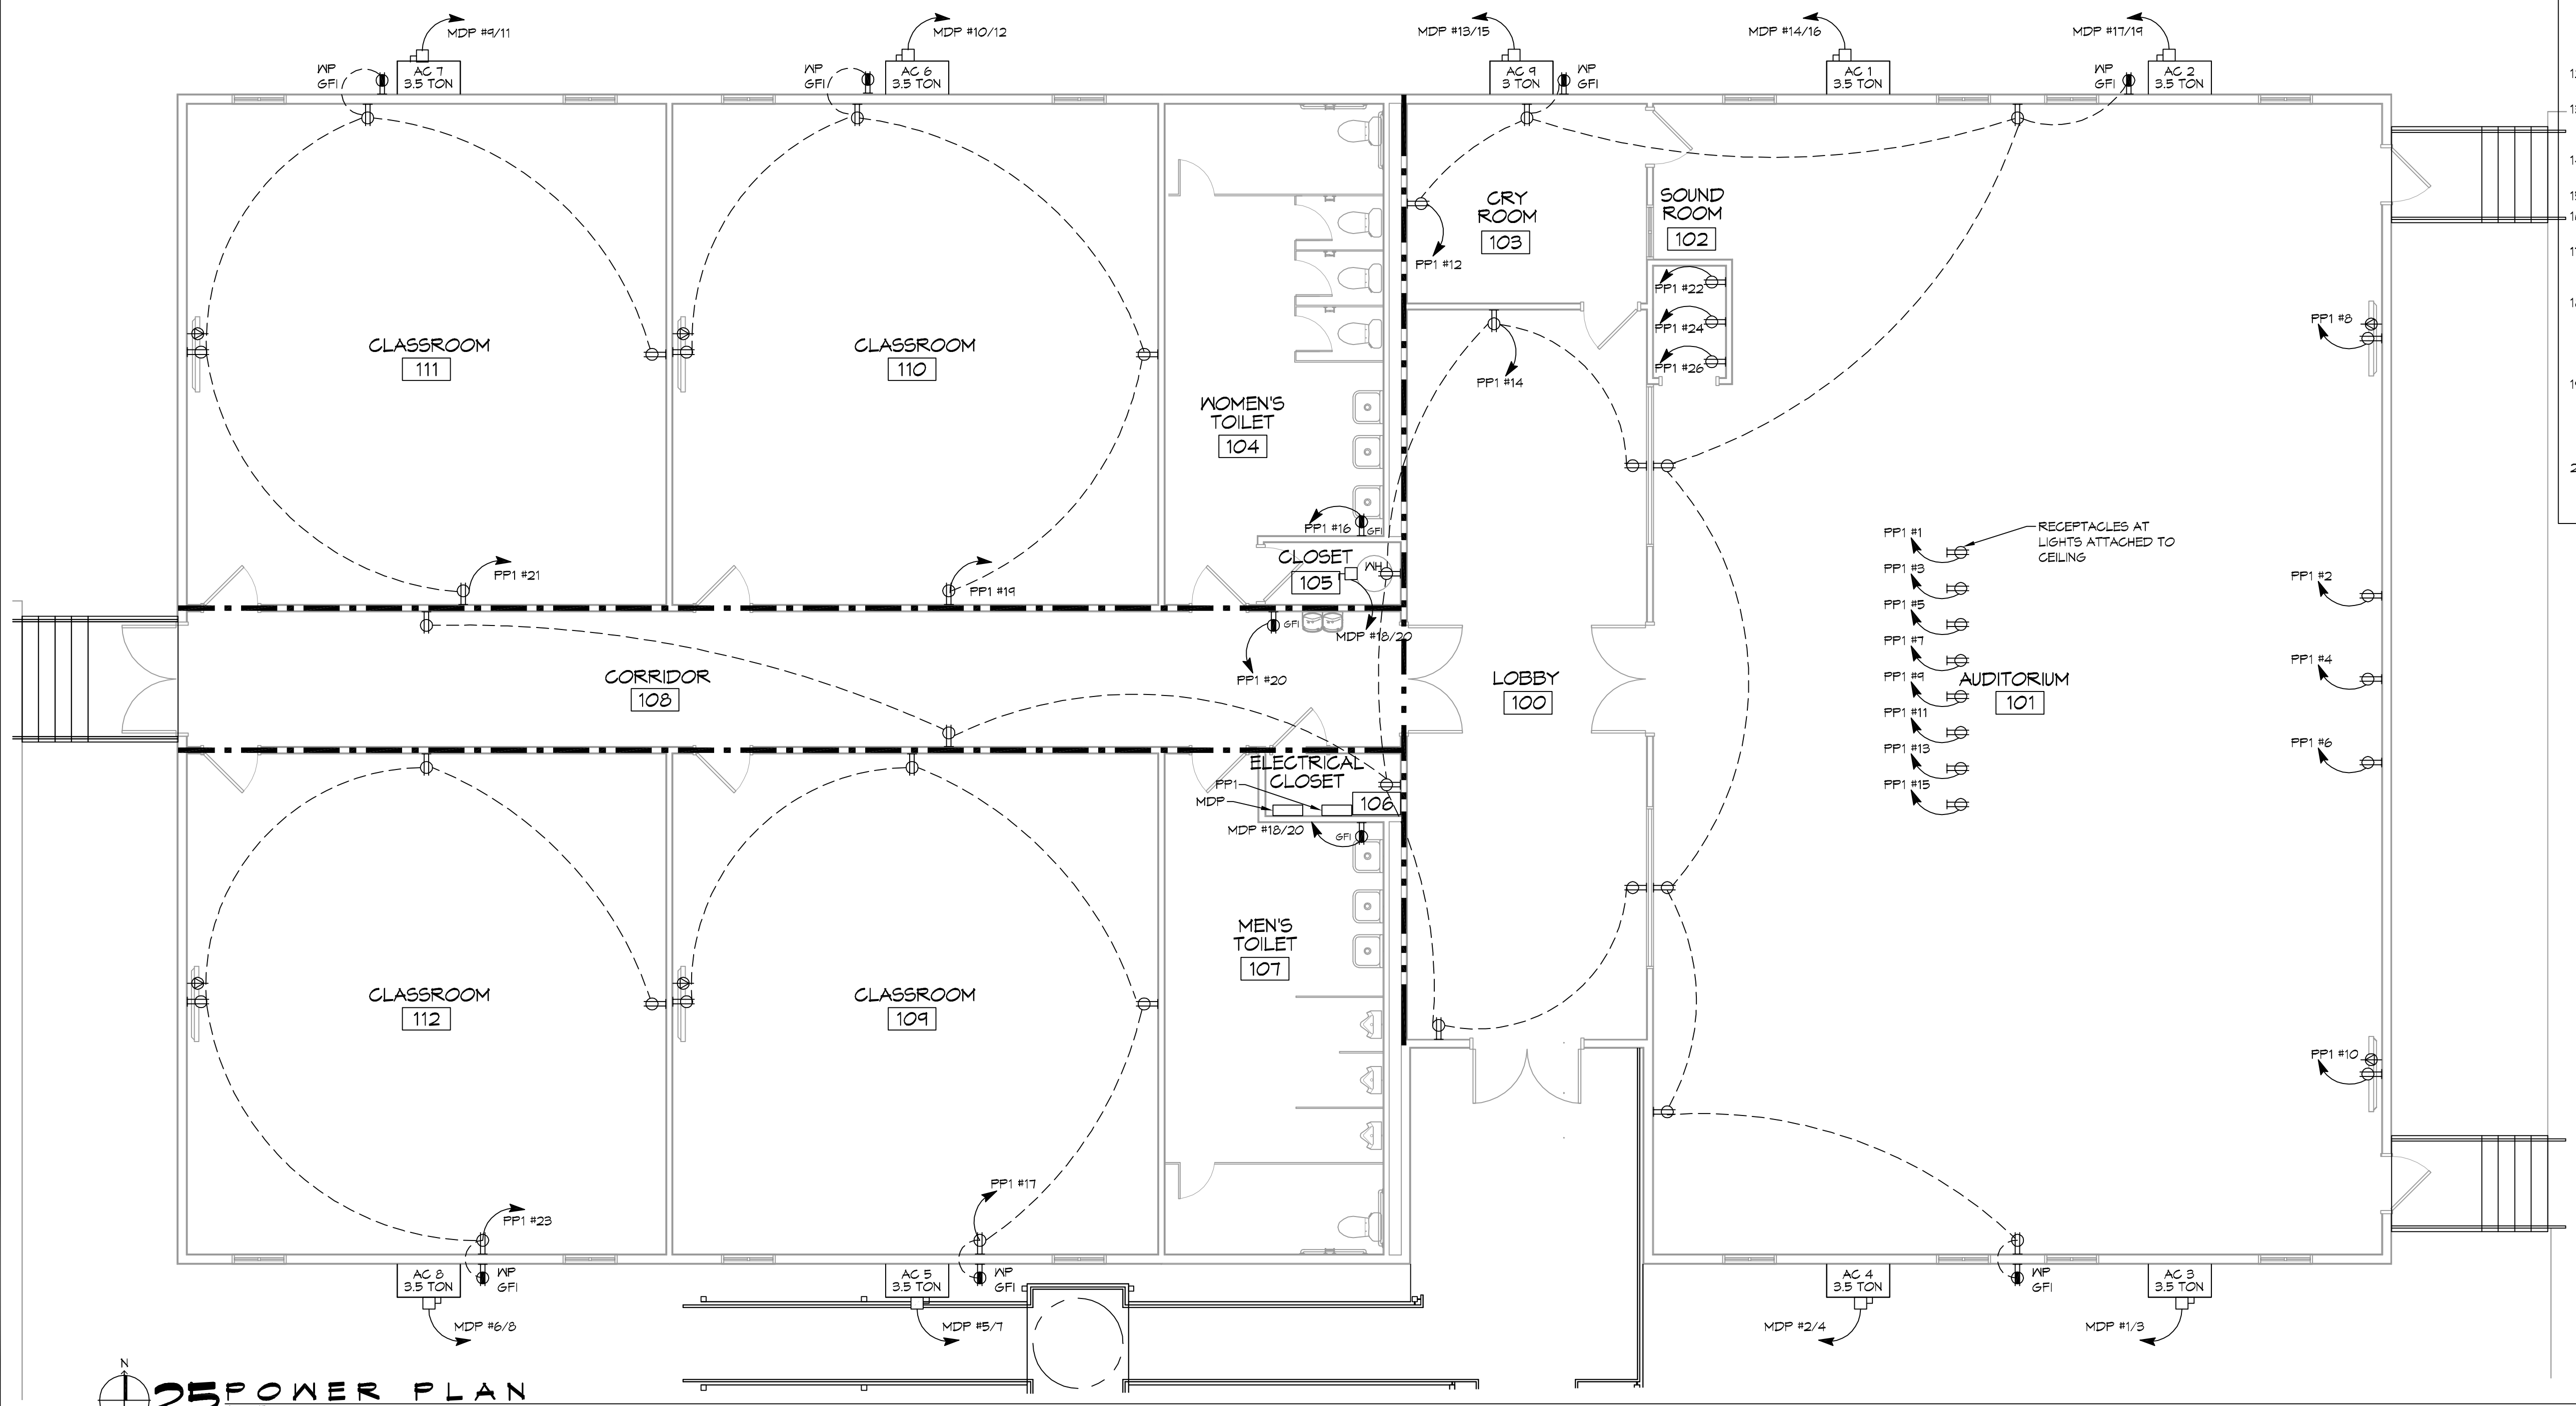 MDP #9/11
MDP #10/12
MDP #13/15
MDP #14/16
MDP #17/19
WP
GFI
AC 7
3.5 TON
WP
GFI
AC 6
3.5 TON
AC 9
3 TON
WP
GFI
AC 1
3.5 TON
WP
GFI
AC 2
3.5 TON
CRY
ROOM
103
SOUND
ROOM
102
PP1 #12
PP1 #22
PP1 #24
PP1 #26
PP1 #8
CLASSROOM
111
CLASSROOM
110
PP1 #14
WOMEN'S
TOILET
104
PP1 #16
GFI
CLOSET
105
WH
PP1 #21
PP1 #19
GFI
MDP #18/20
PP1 #20
CORRIDOR
108
LOBBY
100
PP1 #1
PP1 #3
PP1 #5
PP1 #7
PP1 #9
PP1 #11
PP1 #13
PP1 #15
RECEPTACLES AT
LIGHTS ATTACHED TO
CEILING
AUDITORIUM
101
PP1 #2
PP1 #4
PP1 #6
ELECTRICAL
CLOSET
106
PP1
MDP
MDP #18/20
GFI
MEN'S
TOILET
107
CLASSROOM
112
CLASSROOM
109
PP1 #10
PP1 #23
PP1 #17
AC 8
3.5 TON
WP
GFI
AC 5
3.5 TON
WP
GFI
AC 4
3.5 TON
WP
GFI
AC 3
3.5 TON
MDP #6/8
MDP #5/7
MDP #2/4
MDP #1/3
N
25 POWER PLAN